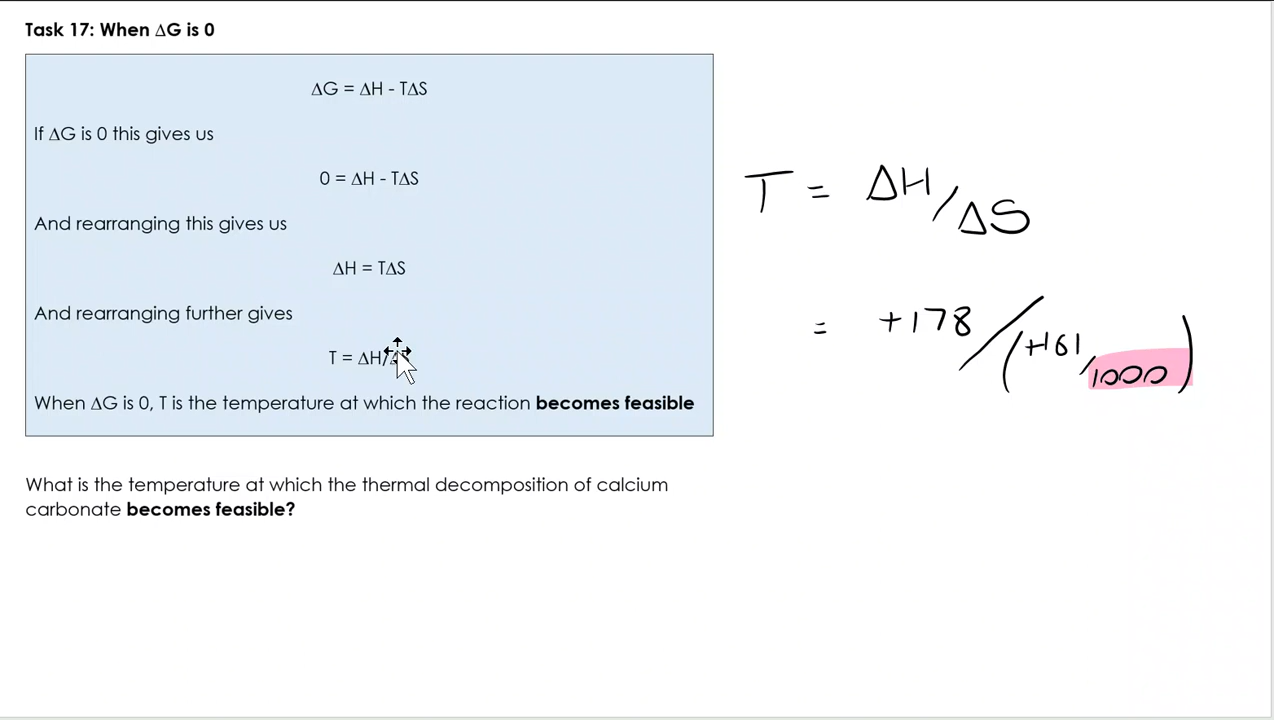 Task 17: When ΔG is 0
ΔG = ΔH - TΔS
If ΔG is 0 this gives us
0 = ΔH - TΔS
And rearranging this gives us
ΔH = TΔS
And rearranging further gives
T = ΔH/ΔS
When ΔG is 0, T is the temperature at which the reaction becomes feasible
What is the temperature at which the thermal decomposition of calcium
carbonate becomes feasible?
T = ΔH/ΔS
= +178/(+161/1000)